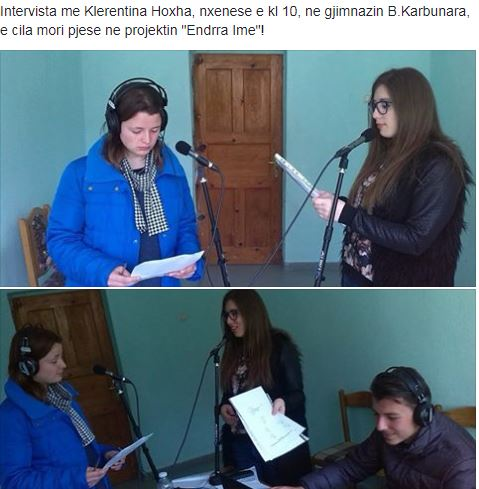 Intervista me Klerentina Hoxha, nxenese e kl 10, ne gjimnazin B.Karbunara,
e cila mori pjese ne projektin "Endrra Ime"!